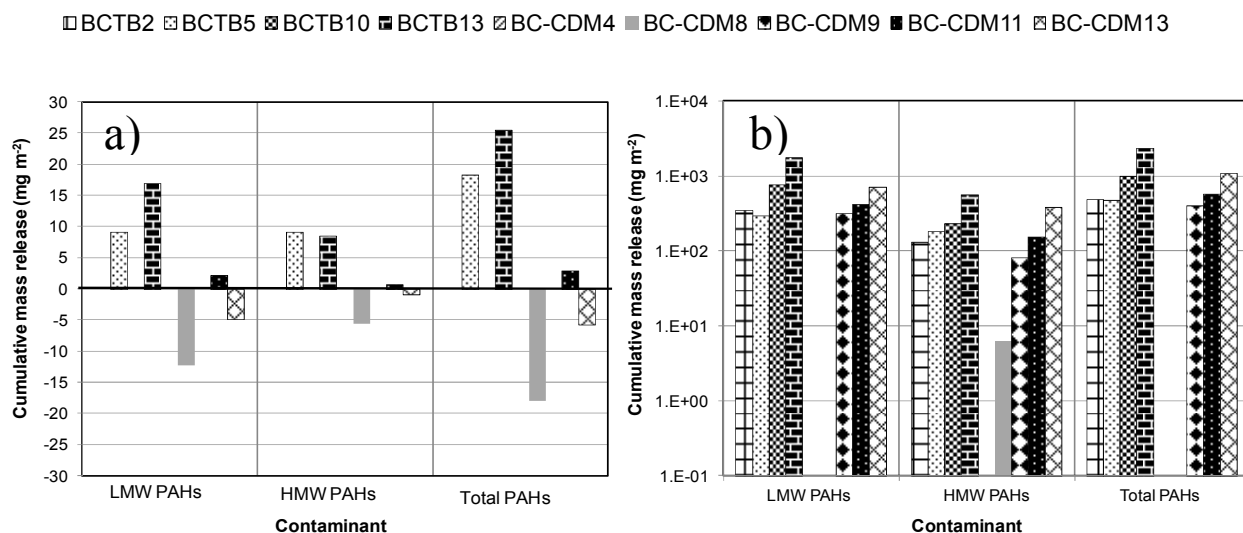 BCTB2 BCTB5 BCTB10 BCTB13 BC-CDM4 BC-CDM8 BC-CDM9 BC-CDM11 BC-CDM13
a)
Cumulative mass release (mg m⁻²)
30
25
20
15
10
5
0
-5
-10
-15
-20
-25
-30
LMW PAHs HMW PAHs Total PAHs
Contaminant
b)
Cumulative mass release (mg m⁻²)
1.E+04
1.E+03
1.E+02
1.E+01
1.E+00
1.E-01
LMW PAHs HMW PAHs Total PAHs
Contaminant